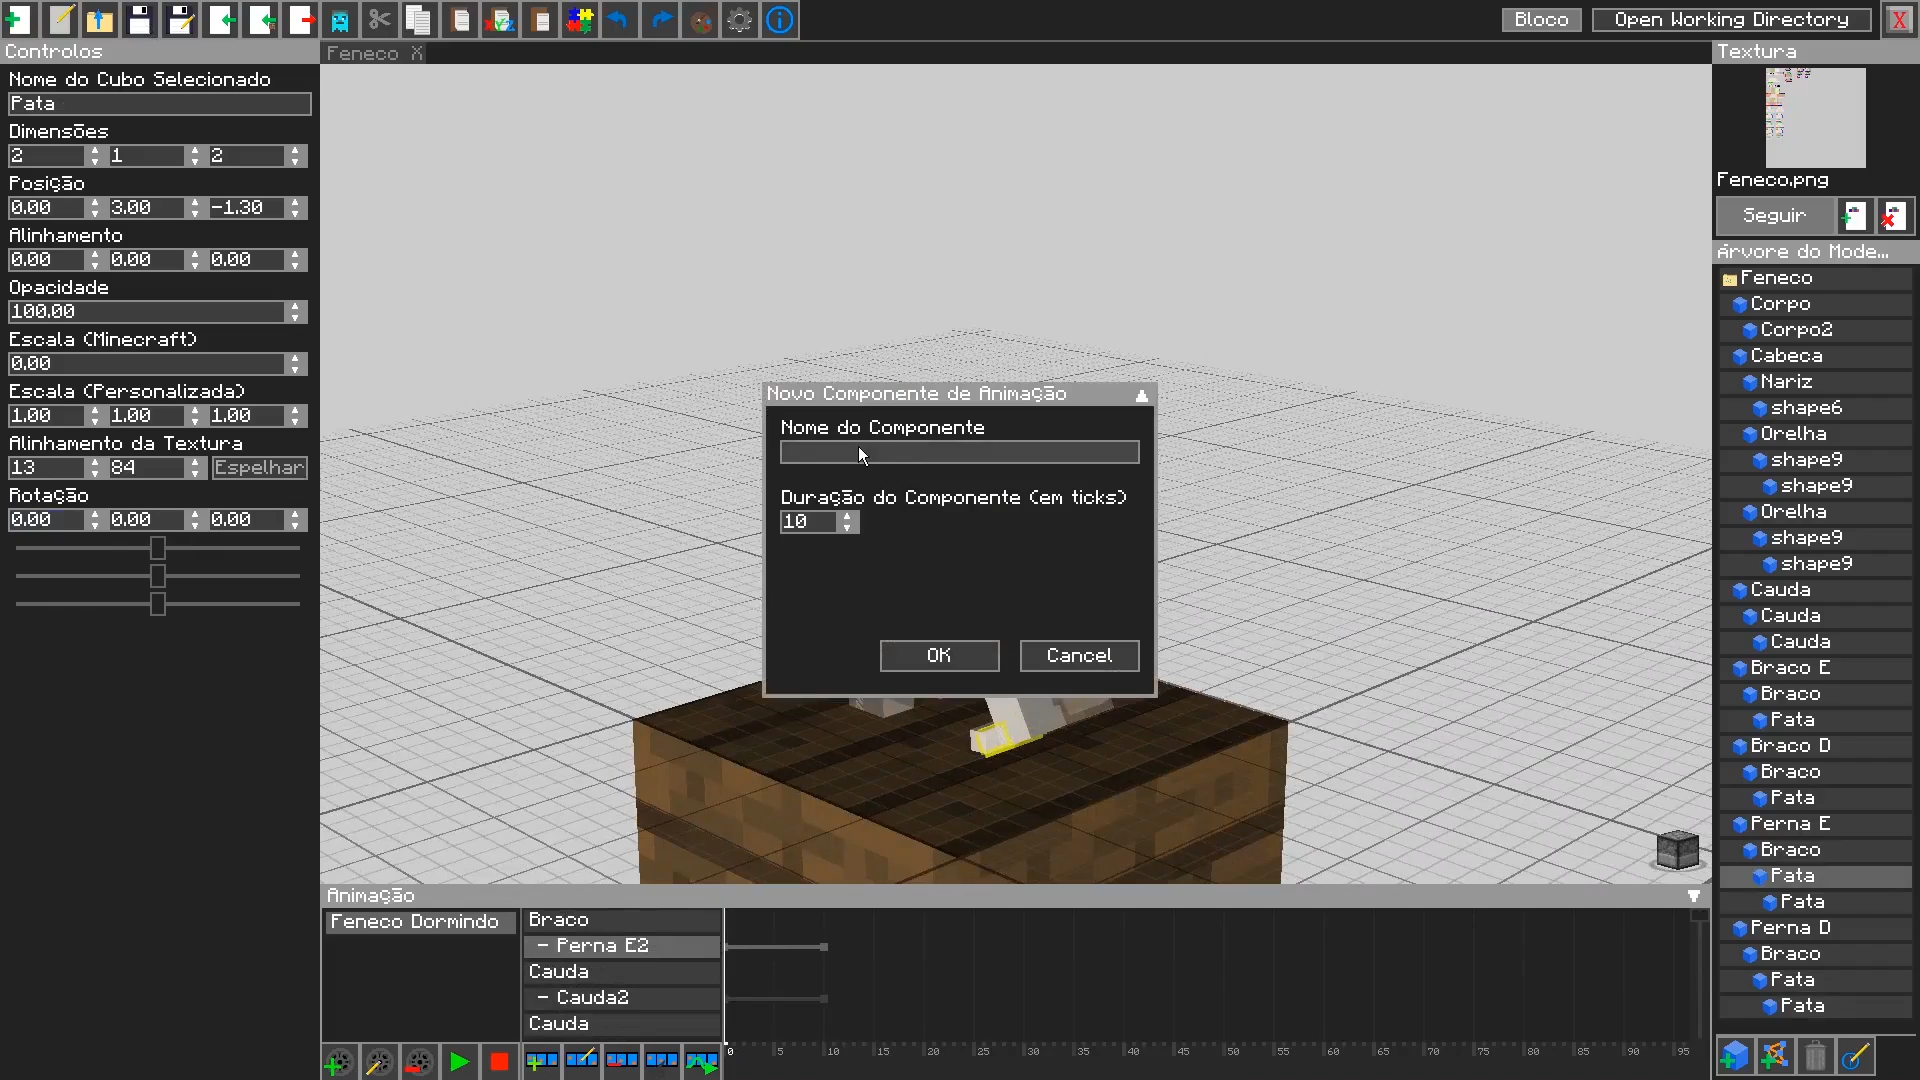 Bloco
Open Working Directory
X
Controlos
Nome do Cubo Selecionado
Pata
Dimensões
2 1 2
Posição
0.00 3.00 -1.30
Alinhamento
0.00 0.00 0.00
Opacidade
100.00
Escala (Minecraft)
0.00
Escala (Personalizada)
1.00 1.00 1.00
Alinhamento da Textura
13 84 Espelhar
Rotação
0.00 0.00 0.00
Feneco X
Novo Componente de Animação
Nome do Componente
Duração do Componente (em ticks)
10
OK
Cancel
Animação
Feneco Dormindo
Braco
- Perna E2
Cauda
- Cauda2
Cauda
0 5 10 15 20 25 30 35 40 45 50 55 60 65 70 75 80 85 90 95
Textura
Feneco.png
Seguir
Árvore do Mode...
Feneco
Corpo
Corpo2
Cabeca
Nariz
shape6
Orelha
shape9
shape9
Orelha
shape9
shape9
Cauda
Cauda
Cauda
Braco E
Braco
Pata
Braco D
Braco
Pata
Perna E
Braco
Pata
Pata
Perna D
Braco
Pata
Pata